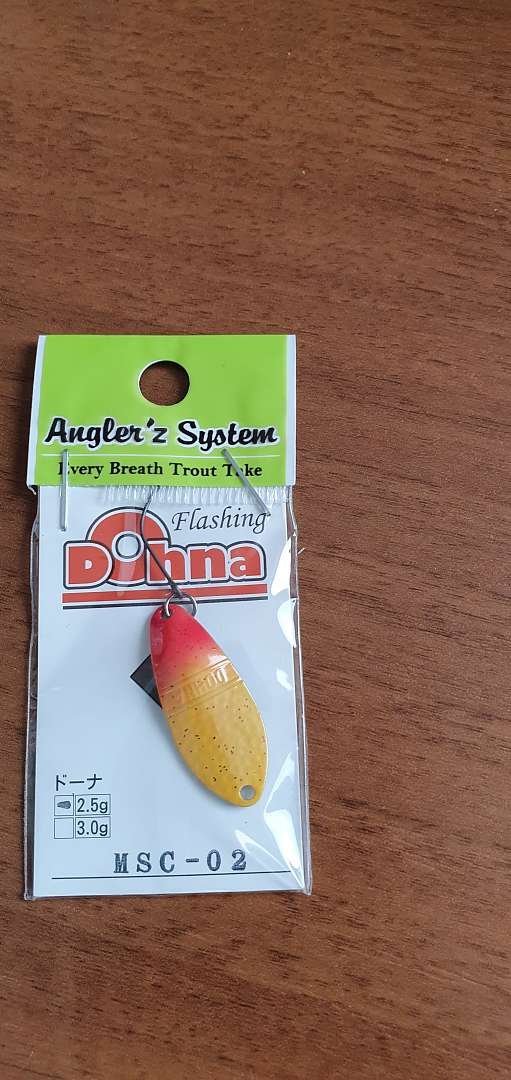 Angler'z System
Every Breath Trout Take
Flashing
Dohna
ドーナ
2.5g
3.0g
MSC-02